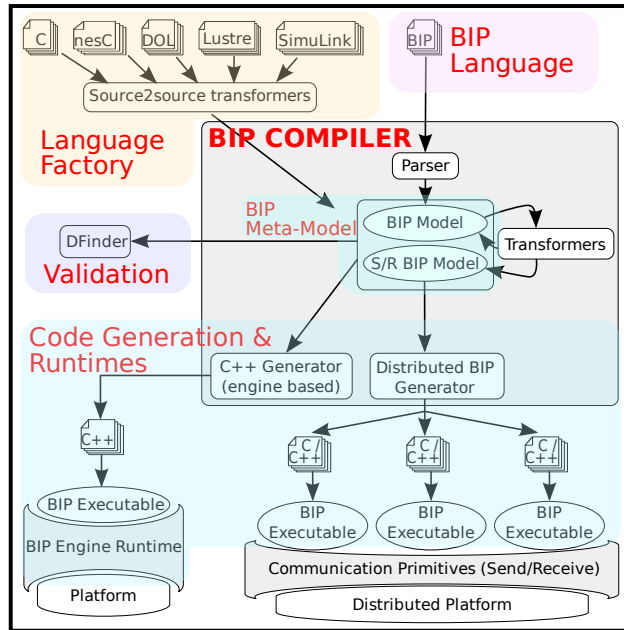 C
nesC
DOL
Lustre
SimuLink
BIP
BIP
Language
Source2source transformers
Language
Factory
BIP COMPILER
Parser
BIP
Meta-Model
BIP Model
S/R BIP Model
Transformers
DFinder
Validation
Code Generation &
Runtimes
C++ Generator
(engine based)
Distributed BIP
Generator
C++
C /
C++
C /
C++
C /
C++
BIP Executable
BIP
Executable
BIP
Executable
BIP
Executable
BIP Engine Runtime
Communication Primitives (Send/Receive)
Platform
Distributed Platform